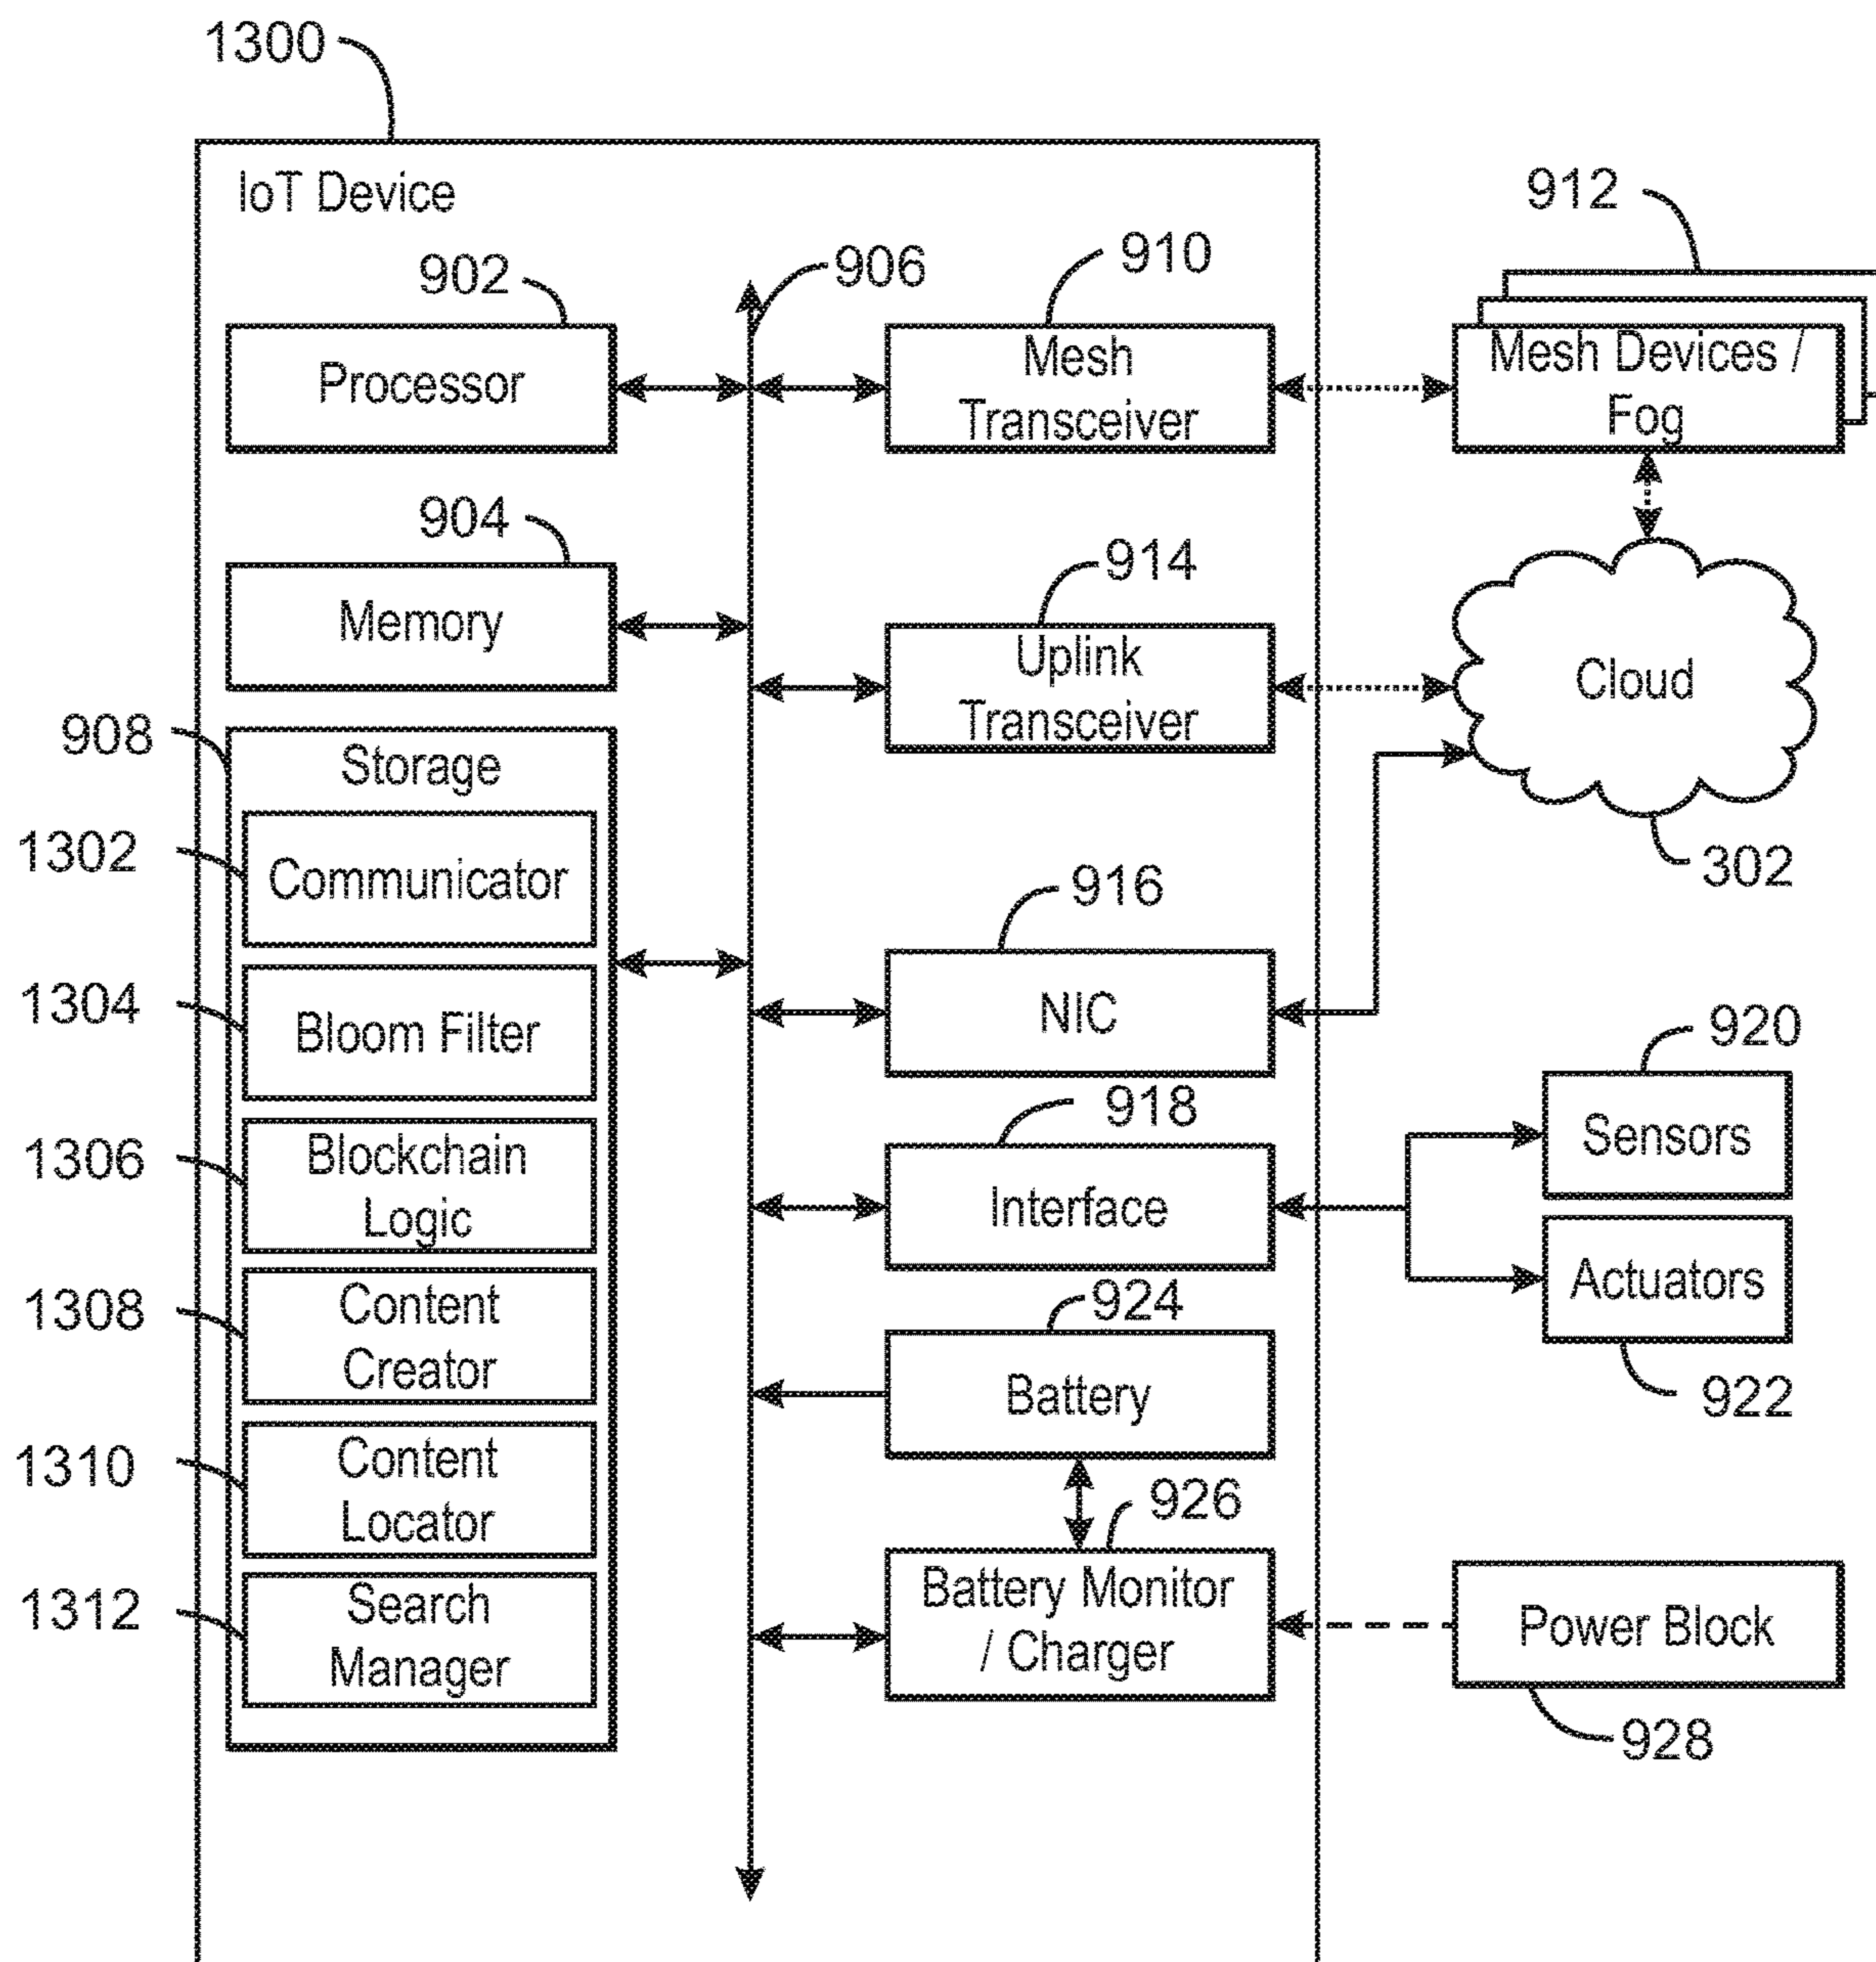 1300
IoT Device
902
906
910
912
Processor
Mesh
Transceiver
Mesh Devices /
Fog
904
914
Memory
Uplink
Transceiver
Cloud
302
908
Storage
1302
Communicator
916
NIC
1304
Bloom Filter
918
920
Sensors
1306
Blockchain
Logic
Interface
Actuators
922
1308
Content
Creator
924
Battery
1310
Content
Locator
926
Battery Monitor
/ Charger
Power Block
928
1312
Search
Manager